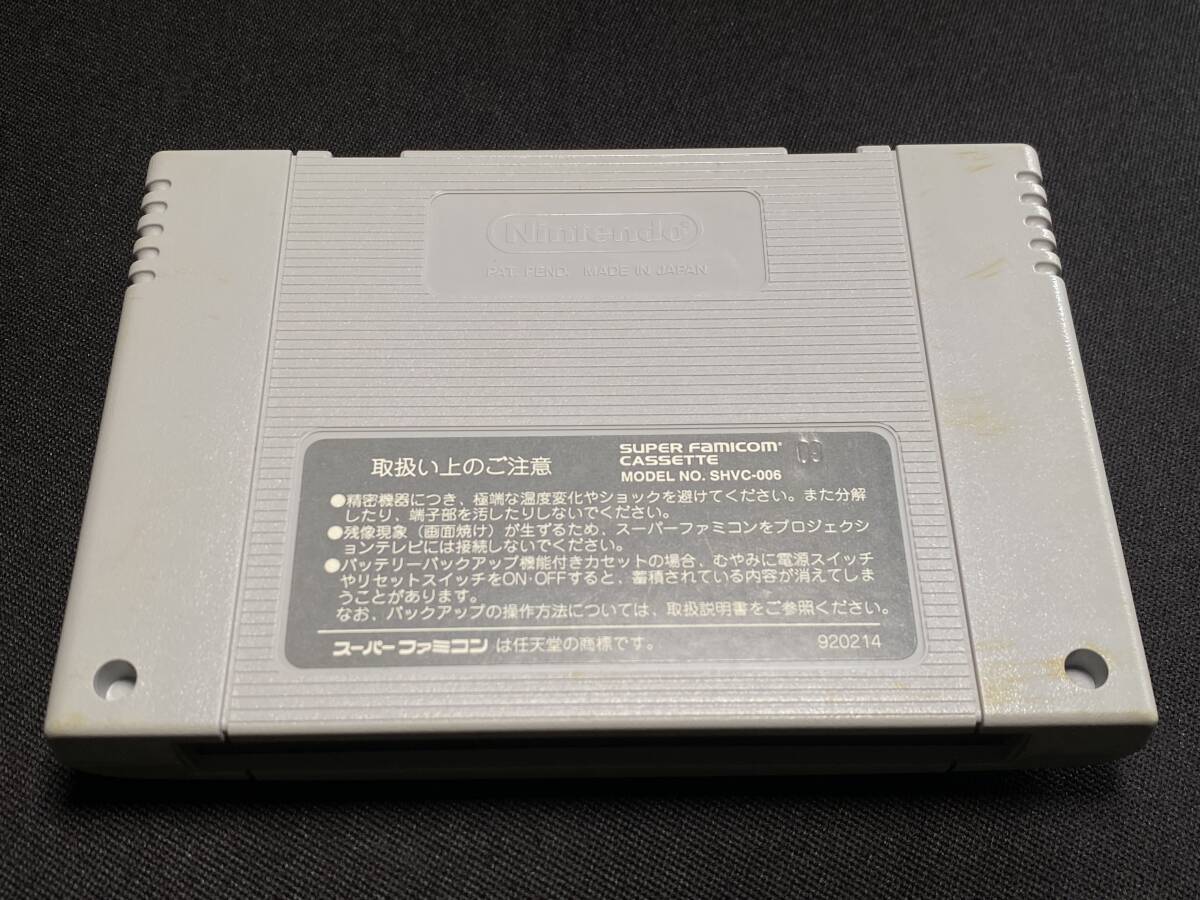 Nintendo®
PAT. PEND. MADE IN JAPAN
取扱い上のご注意
SUPER FAMICOM®
CASSETTE
MODEL NO. SHVC-006
09
●精密機器につき、極端な温度変化やショックを避けてください。また分解
したり、端子部を汚したりしないでください。
●残像現象（画面焼け）が生ずるため、スーパーファミコンをプロジェクシ
ョンテレビには接続しないでください。
●バッテリーバックアップ機能付きカセットの場合、むやみに電源スイッチ
やリセットスイッチをON・OFFすると、蓄積されている内容が消えてしま
うことがあります。
なお、バックアップの操作方法については、取扱説明書をご参照ください。
スーパーファミコンは任天堂の商標です。
920214